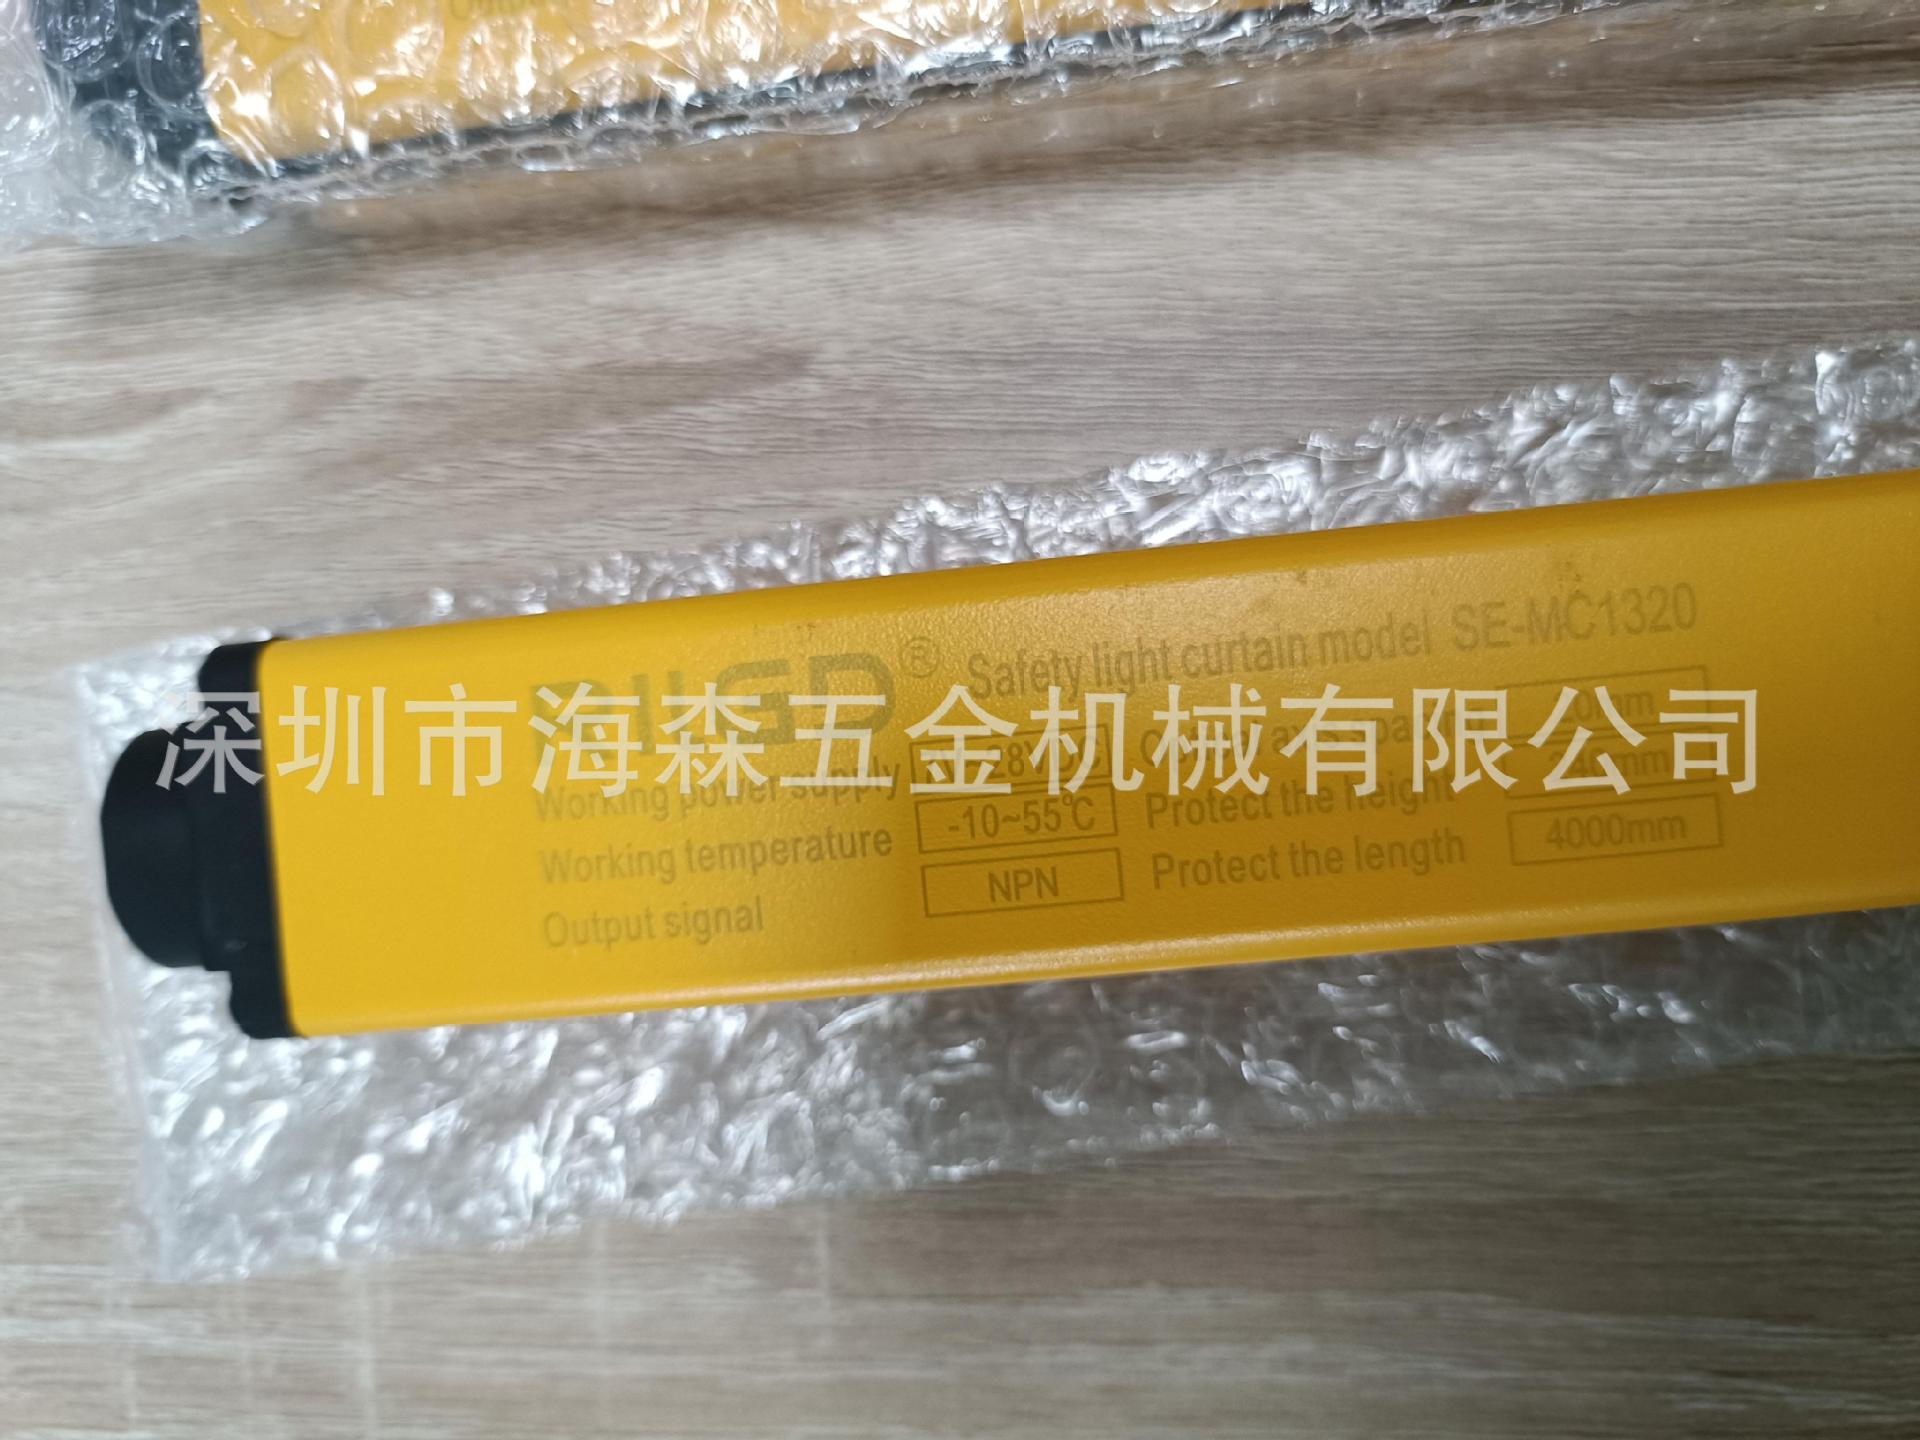 Safety light curtain model SE-MC1320
深圳市海森五金机械有限公司
Working power supply 28VDC
Working temperature -10~55℃ Protect the height
Output signal NPN Protect the length 4000mm